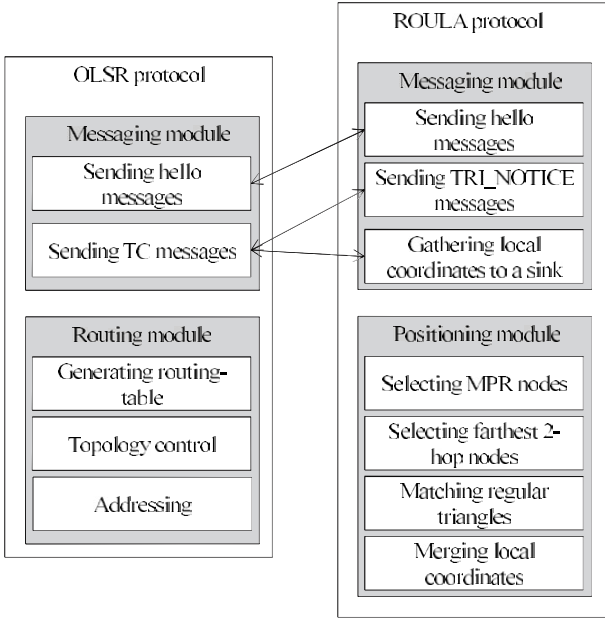 OLSR protocol
Messaging module
Sending hello
messages
Sending TC messages
Routing module
Generating routing-
table
Topology control
Addressing
ROULA protocol
Messaging module
Sending hello
messages
Sending TRI_NOTICE
messages
Gathering local
coordinates to a sink
Positioning module
Selecting MPR nodes
Selecting farthest 2-
hop nodes
Matching regular
triangles
Merging local
coordinates